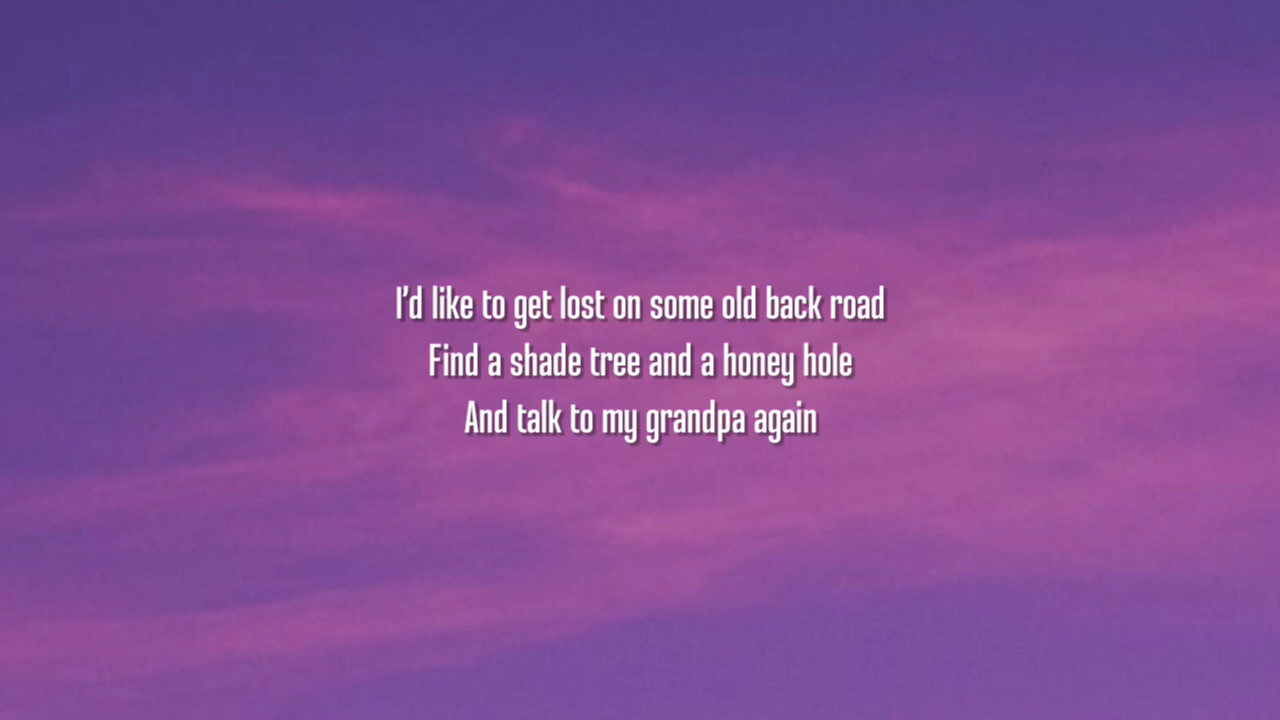 I'd like to get lost on some old back road
Find a shade tree and a honey hole
And talk to my grandpa again